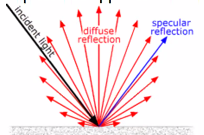 incident light
diffuse
reflection
specular
reflection